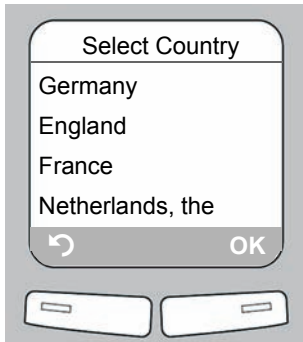 Select Country
Germany
England
France
Netherlands, the
OK